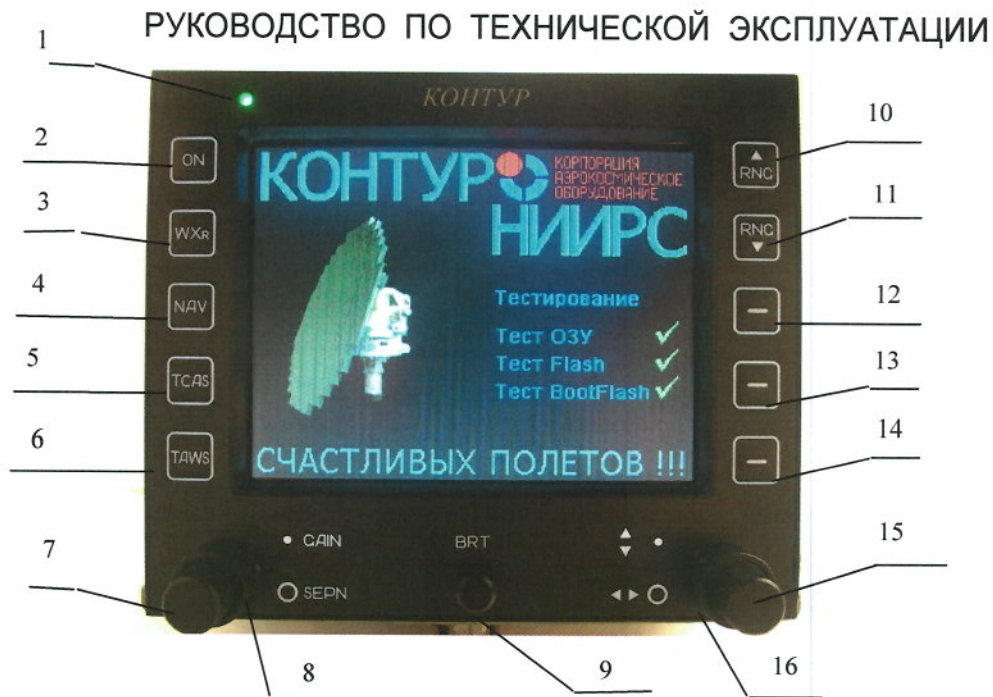 РУКОВОДСТВО ПО ТЕХНИЧЕСКОЙ ЭКСПЛУАТАЦИИ
1
КОНТУР
2
ON
3
WXR
4
NAV
5
TCAS
6
TAWS
КОНТУР
КОРПОРАЦИЯ
АЭРОКОСМИЧЕСКОЕ
ОБОРУДОВАНИЕ
НИИРС
Тестирование
Тест ОЗУ
Тест Flash
Тест BootFlash
СЧАСТЛИВЫХ ПОЛЕТОВ !!!
10
RNG
11
RNG
12
13
14
7
GAIN
SEPN
8
BRT
9
15
16